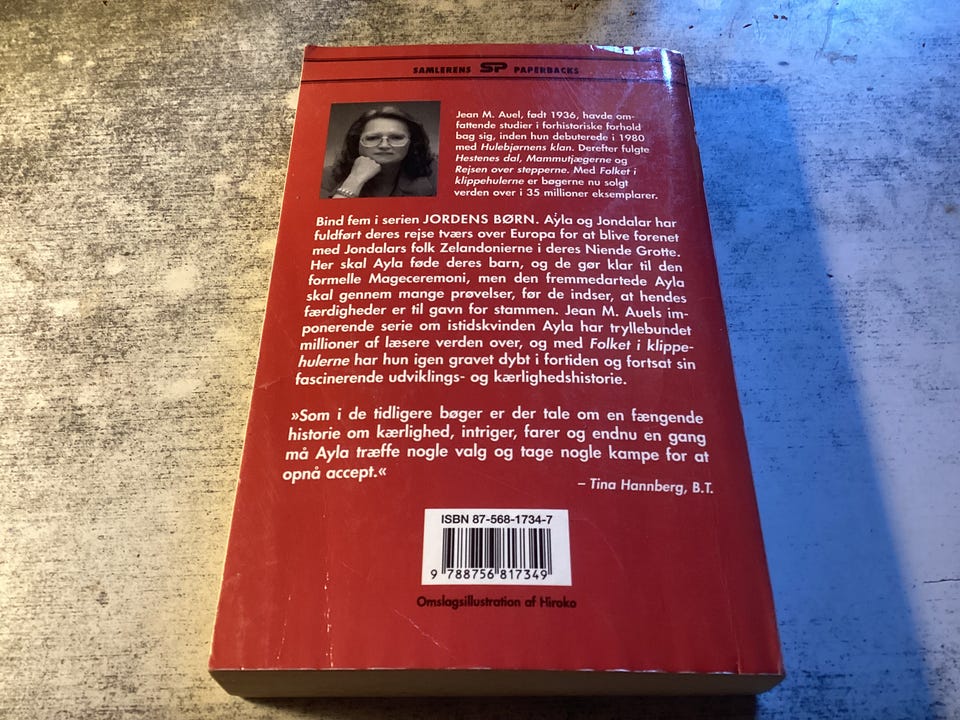 SAMLERENS SP PAPERBACKS
Jean M. Auel, født 1936, havde om-
fattende studier i forhistoriske forhold
bag sig, inden hun debuterede i 1980
med Hulebjørnens klan. Derefter fulgte
Hestenes dal, Mammutjægerne og
Rejsen over stepperne. Med Folket i
klippehulerne er bøgerne nu solgt
verden over i 35 millioner eksemplarer.
Bind fem i serien JORDENS BØRN. Ayla og Jondalar har
fuldført deres rejse tværs over Europa for at blive forenet
med Jondalars folk Zelandonierne i deres Niende Grotte.
Her skal Ayla føde deres barn, og de gør klar til den
formelle Mageceremoni, men den fremmedartede Ayla
skal gennem mange prøvelser, før de indser, at hendes
færdigheder er til gavn for stammen. Jean M. Auels im-
ponerende serie om istidskvinden Ayla har tryllebundet
millioner af læsere verden over, og med Folket i klippe-
hulerne har hun igen gravet dybt i fortiden og fortsat sin
fascinerende udviklings- og kærlighedshistorie.
»Som i de tidligere bøger er der tale om en fængende
historie om kærlighed, intriger, farer og endnu en gang
må Ayla træffe nogle valg og tage nogle kampe for at
opnå accept.«
– Tina Hannberg, B.T.
ISBN 87-568-1734-7
9 788756 817349
Omslagsillustration af Hiroko